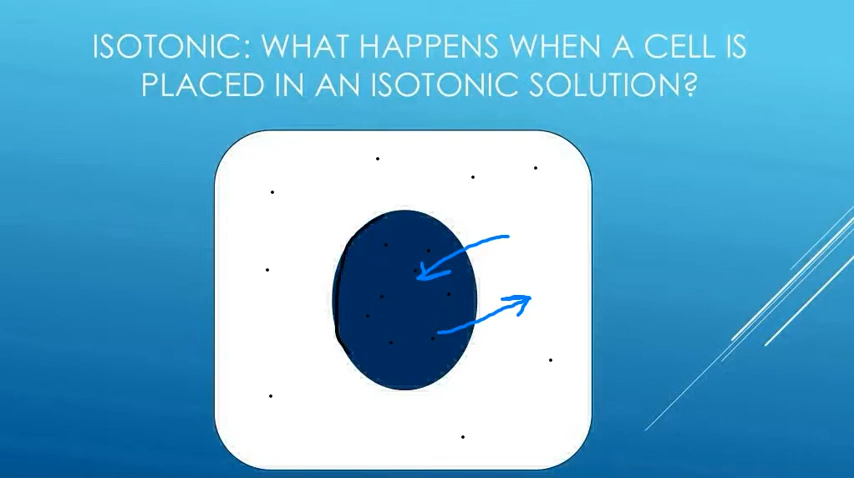 ISOTONIC: WHAT HAPPENS WHEN A CELL IS
PLACED IN AN ISOTONIC SOLUTION?